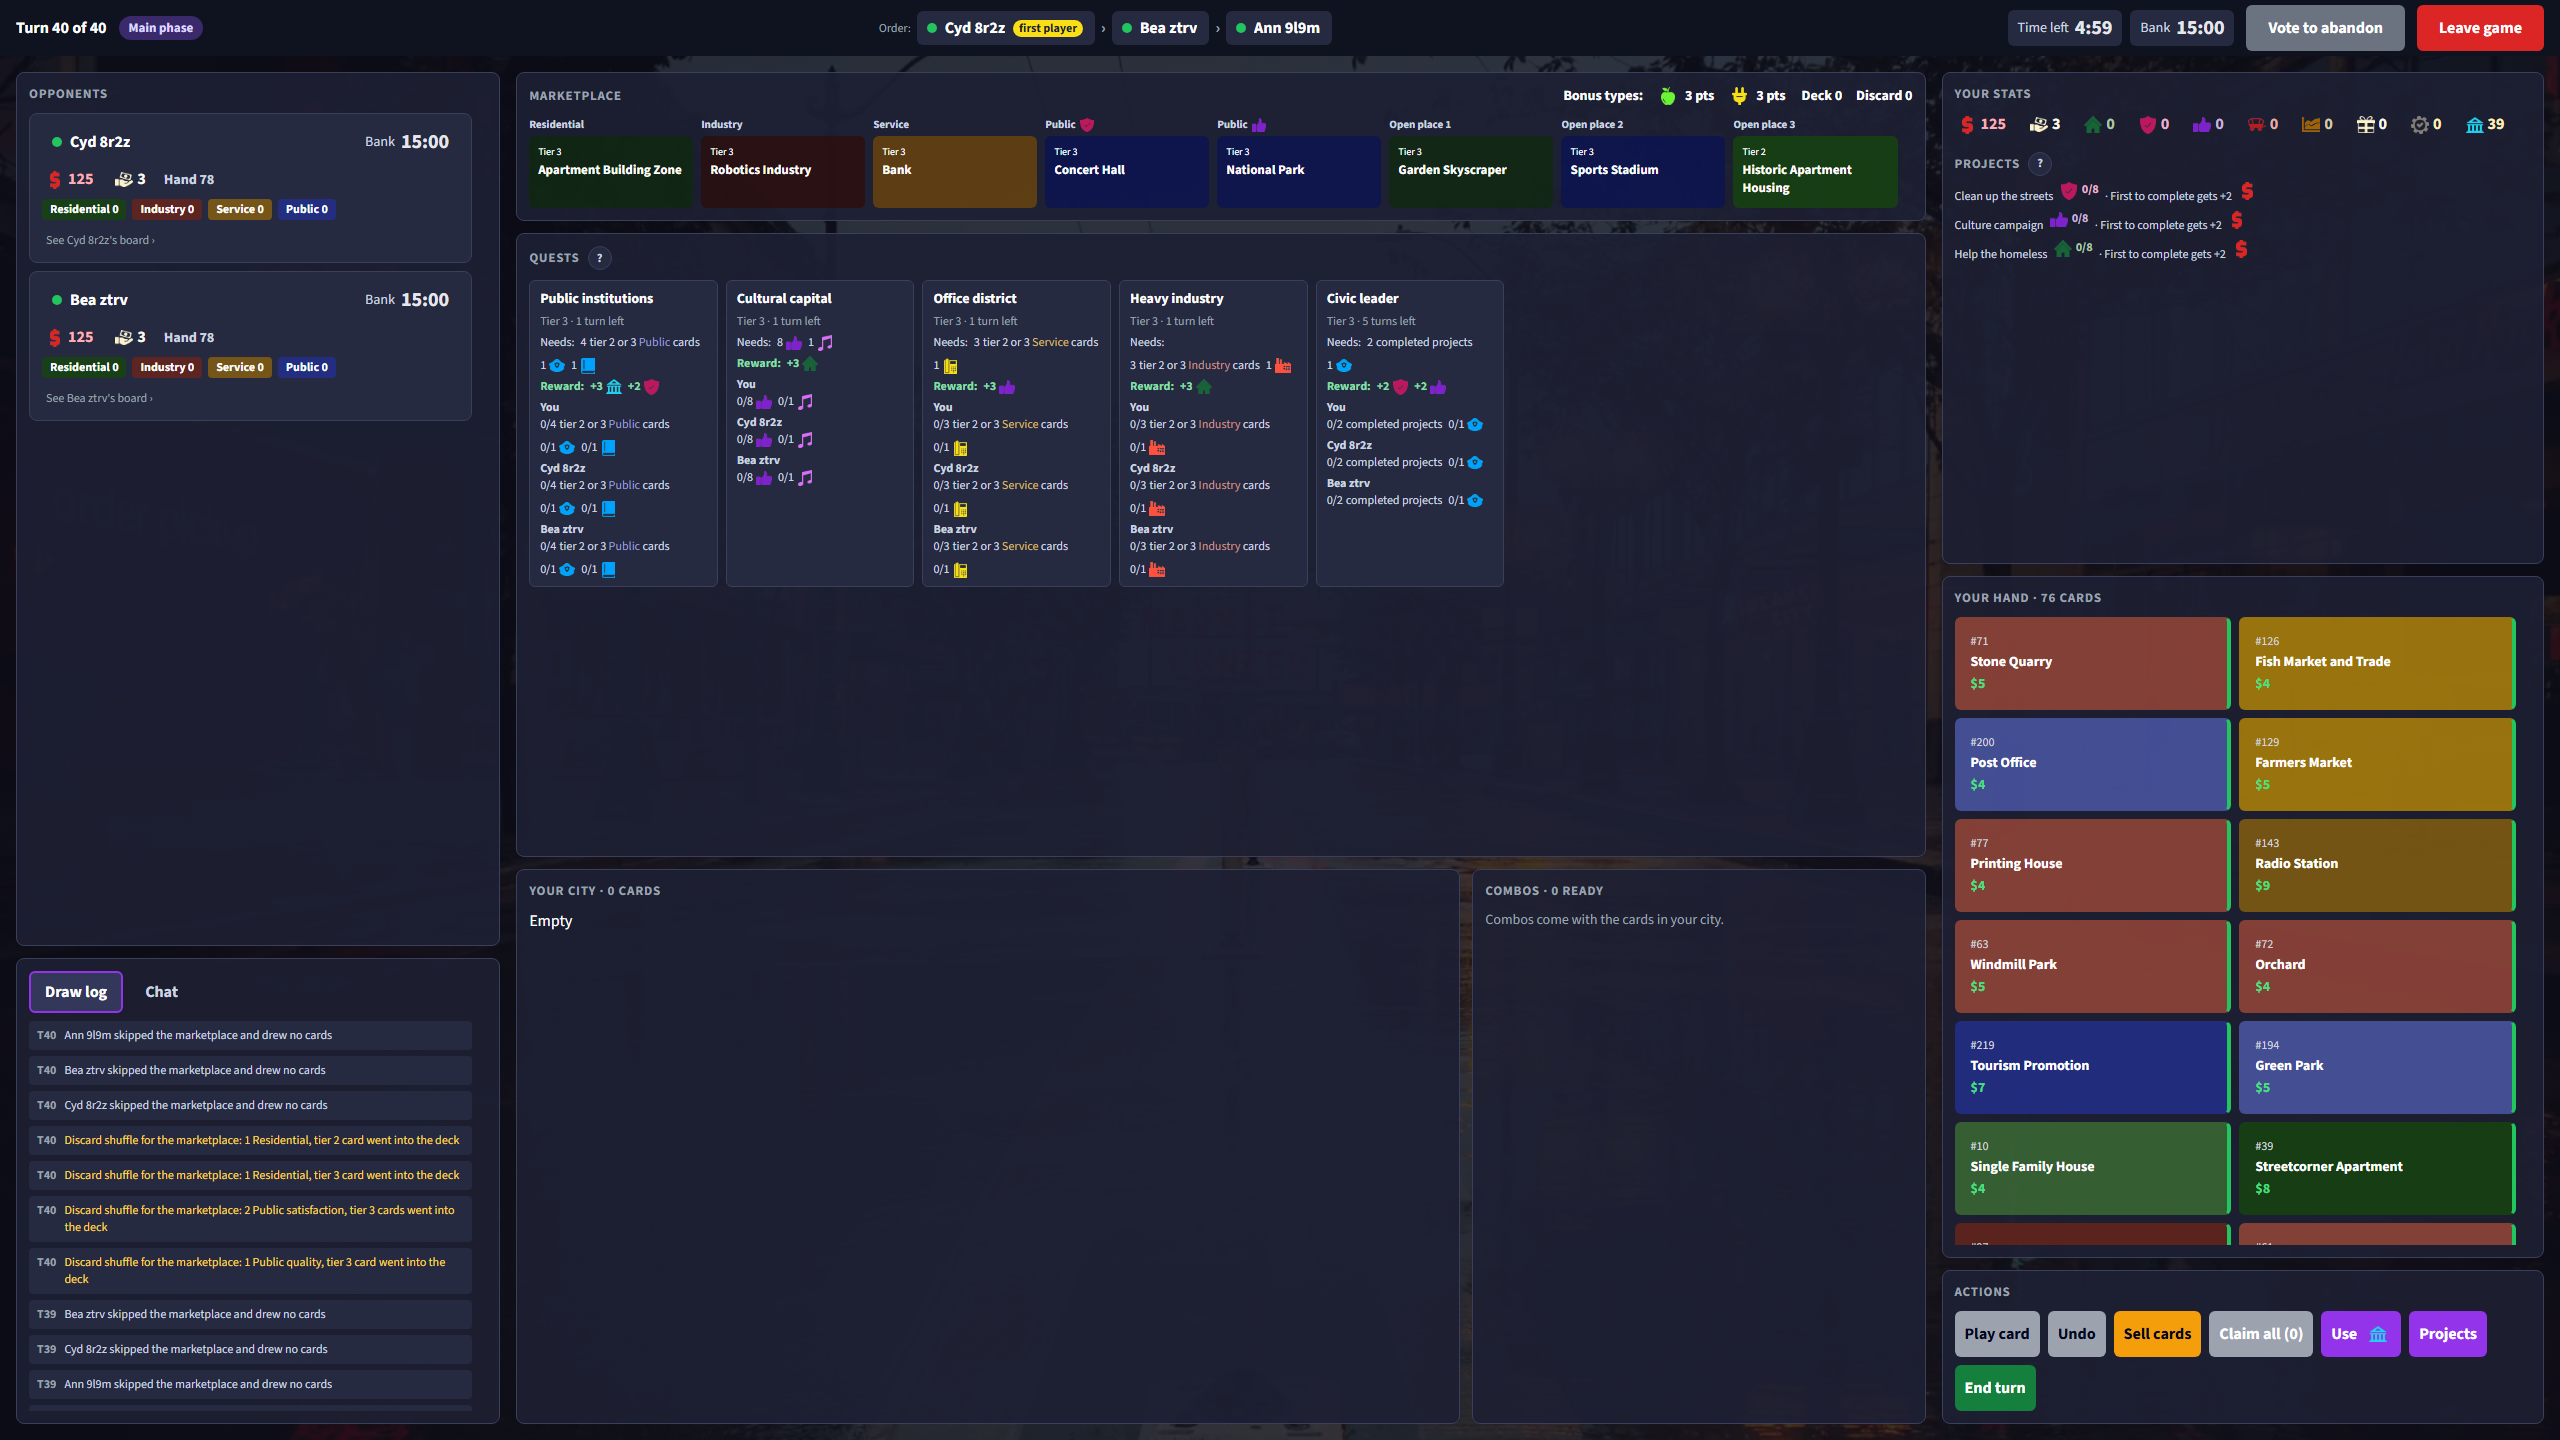 Turn 40 of 40 Main phase
Order: Cyd 8r2z first player › Bea ztrv › Ann 9l9m
Time left 4:59 Bank 15:00 Vote to abandon Leave game
OPPONENTS
Cyd 8r2z Bank 15:00
125 3 Hand 78
Residential 0 Industry 0 Service 0 Public 0
See Cyd 8r2z's board ›
Bea ztrv Bank 15:00
125 3 Hand 78
Residential 0 Industry 0 Service 0 Public 0
See Bea ztrv's board ›
Draw log Chat
T40 Ann 9l9m skipped the marketplace and drew no cards
T40 Bea ztrv skipped the marketplace and drew no cards
T40 Cyd 8r2z skipped the marketplace and drew no cards
T40 Discard shuffle for the marketplace: 1 Residential, tier 2 card went into the deck
T40 Discard shuffle for the marketplace: 1 Residential, tier 3 card went into the deck
T40 Discard shuffle for the marketplace: 2 Public satisfaction, tier 3 cards went into
the deck
T40 Discard shuffle for the marketplace: 1 Public quality, tier 3 card went into the
deck
T39 Bea ztrv skipped the marketplace and drew no cards
T39 Cyd 8r2z skipped the marketplace and drew no cards
T39 Ann 9l9m skipped the marketplace and drew no cards
MARKETPLACE
Bonus types: 3 pts 3 pts Deck 0 Discard 0
Residential Industry Service Public Public Open place 1 Open place 2 Open place 3
Tier 3 Tier 3 Tier 3 Tier 3 Tier 3 Tier 3 Tier 3 Tier 2
Apartment Building Zone Robotics Industry Bank Concert Hall National Park Garden Skyscraper Sports Stadium Historic Apartment
Housing
QUESTS ?
Public institutions
Tier 3 · 1 turn left
Needs: 4 tier 2 or 3 Public cards
1 1
Reward: +3 +2
You
0/4 tier 2 or 3 Public cards
0/1 0/1
Cyd 8r2z
0/4 tier 2 or 3 Public cards
0/1 0/1
Bea ztrv
0/4 tier 2 or 3 Public cards
0/1 0/1
Cultural capital
Tier 3 · 1 turn left
Needs: 8 1
Reward: +3
You
0/8 0/1
Cyd 8r2z
0/8 0/1
Bea ztrv
0/8 0/1
Office district
Tier 3 · 1 turn left
Needs: 3 tier 2 or 3 Service cards
1
Reward: +3
You
0/3 tier 2 or 3 Service cards
0/1
Cyd 8r2z
0/3 tier 2 or 3 Service cards
0/1
Bea ztrv
0/3 tier 2 or 3 Service cards
0/1
Heavy industry
Tier 3 · 1 turn left
Needs:
3 tier 2 or 3 Industry cards 1
Reward: +3
You
0/3 tier 2 or 3 Industry cards
0/1
Cyd 8r2z
0/3 tier 2 or 3 Industry cards
0/1
Bea ztrv
0/3 tier 2 or 3 Industry cards
0/1
Civic leader
Tier 3 · 5 turns left
Needs: 2 completed projects
1
Reward: +2 +2
You
0/2 completed projects 0/1
Cyd 8r2z
0/2 completed projects 0/1
Bea ztrv
0/2 completed projects 0/1
YOUR CITY · 0 CARDS
Empty
COMBOS · 0 READY
Combos come with the cards in your city.
YOUR STATS
125 3 0 0 0 0 0 0 0 39
PROJECTS ?
Clean up the streets 0/8 · First to complete gets +2
Culture campaign 0/8 · First to complete gets +2
Help the homeless 0/8 · First to complete gets +2
YOUR HAND · 76 CARDS
#71 #126
Stone Quarry Fish Market and Trade
$5 $4
#200 #129
Post Office Farmers Market
$4 $5
#77 #143
Printing House Radio Station
$4 $9
#63 #72
Windmill Park Orchard
$5 $4
#219 #194
Tourism Promotion Green Park
$7 $5
#10 #39
Single Family House Streetcorner Apartment
$4 $8
ACTIONS
Play card Undo Sell cards Claim all (0) Use Projects
End turn